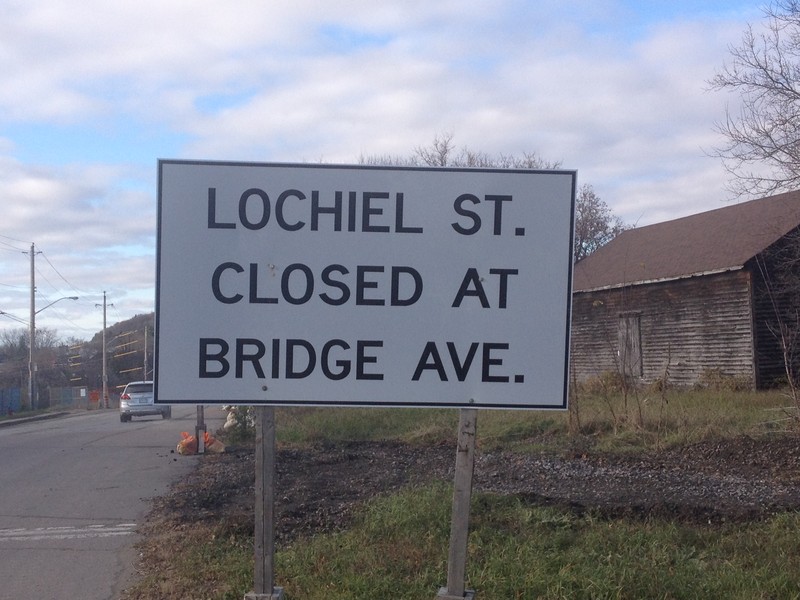 LOCHIEL ST.
CLOSED AT
BRIDGE AVE.